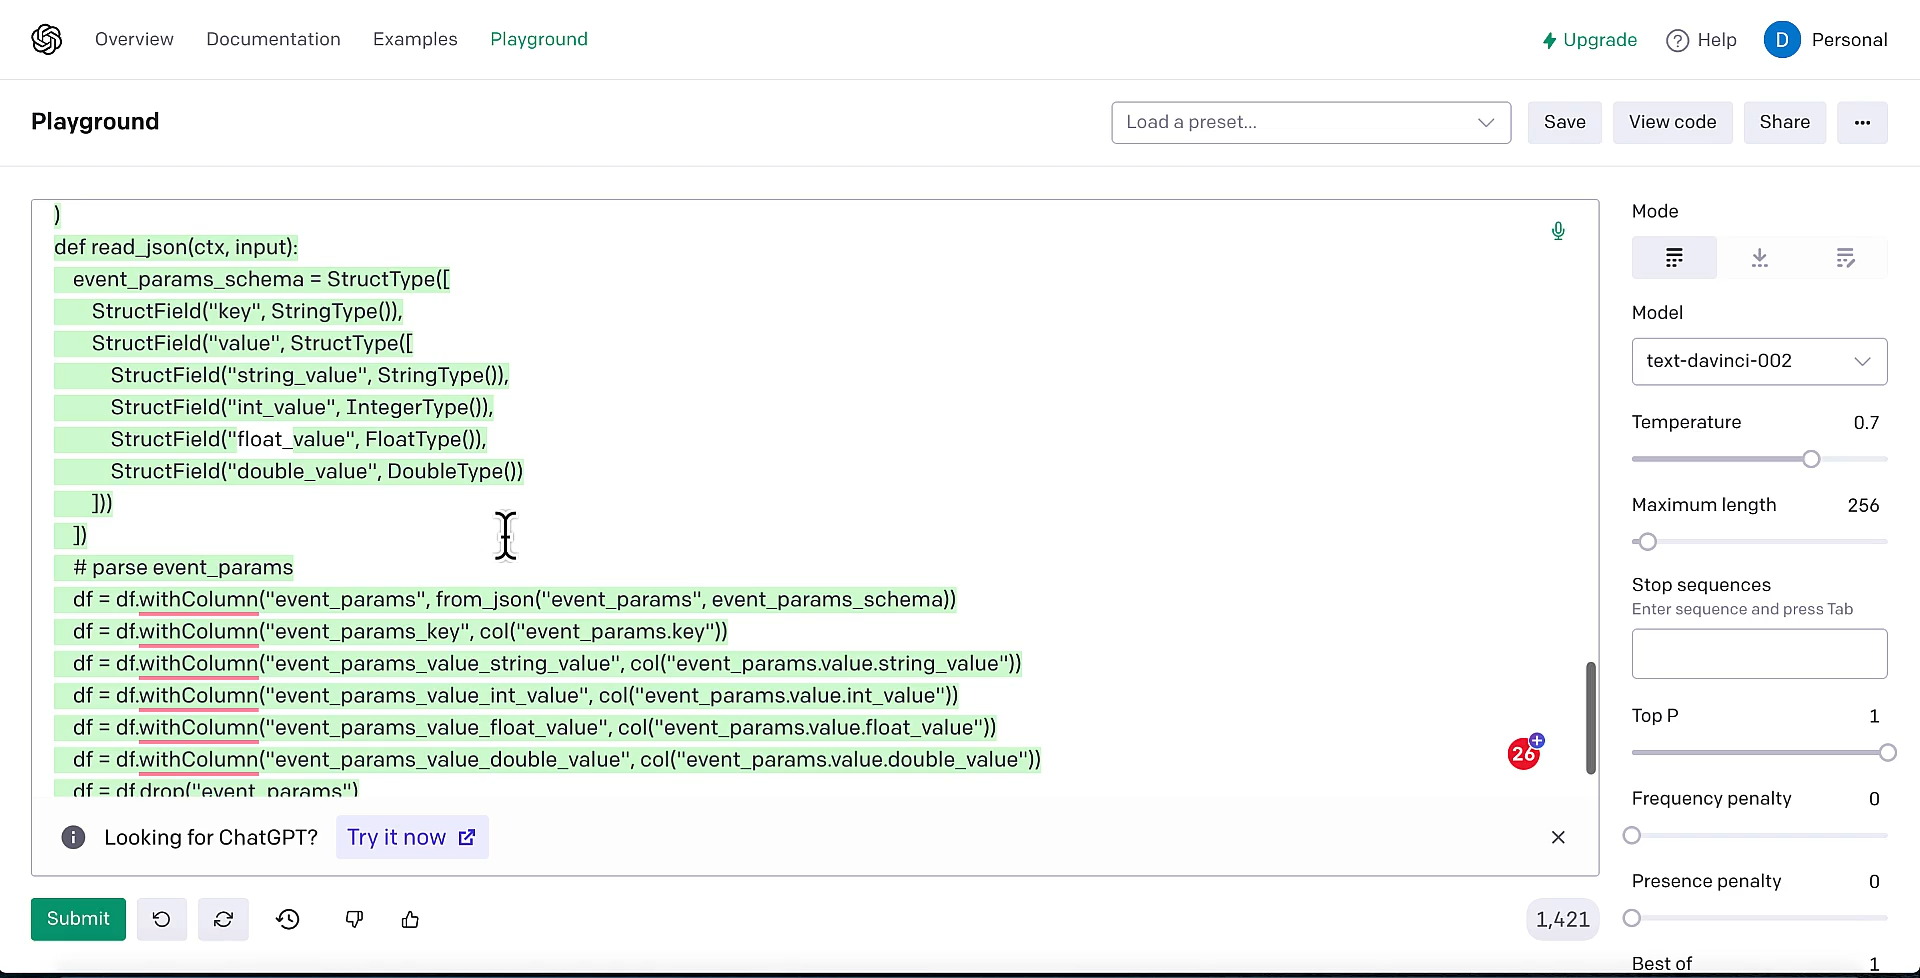 Overview Documentation Examples Playground Upgrade Help D Personal
Playground Load a preset... Save View code Share ...
)
def read_json(ctx, input):
event_params_schema = StructType([
StructField("key", StringType()),
StructField("value", StructType([
StructField("string_value", StringType()),
StructField("int_value", IntegerType()),
StructField("float_value", FloatType()),
StructField("double_value", DoubleType())
]))
])
# parse event_params
df = df.withColumn("event_params", from_json("event_params", event_params_schema))
df = df.withColumn("event_params_key", col("event_params.key"))
df = df.withColumn("event_params_value_string_value", col("event_params.value.string_value"))
df = df.withColumn("event_params_value_int_value", col("event_params.value.int_value"))
df = df.withColumn("event_params_value_float_value", col("event_params.value.float_value"))
df = df.withColumn("event_params_value_double_value", col("event_params.value.double_value"))
df = df.drop("event_params")
26
Looking for ChatGPT? Try it now
Submit 1,421
Mode
Model
text-davinci-002
Temperature 0.7
Maximum length 256
Stop sequences
Enter sequence and press Tab
Top P 1
Frequency penalty 0
Presence penalty 0
Best of 1